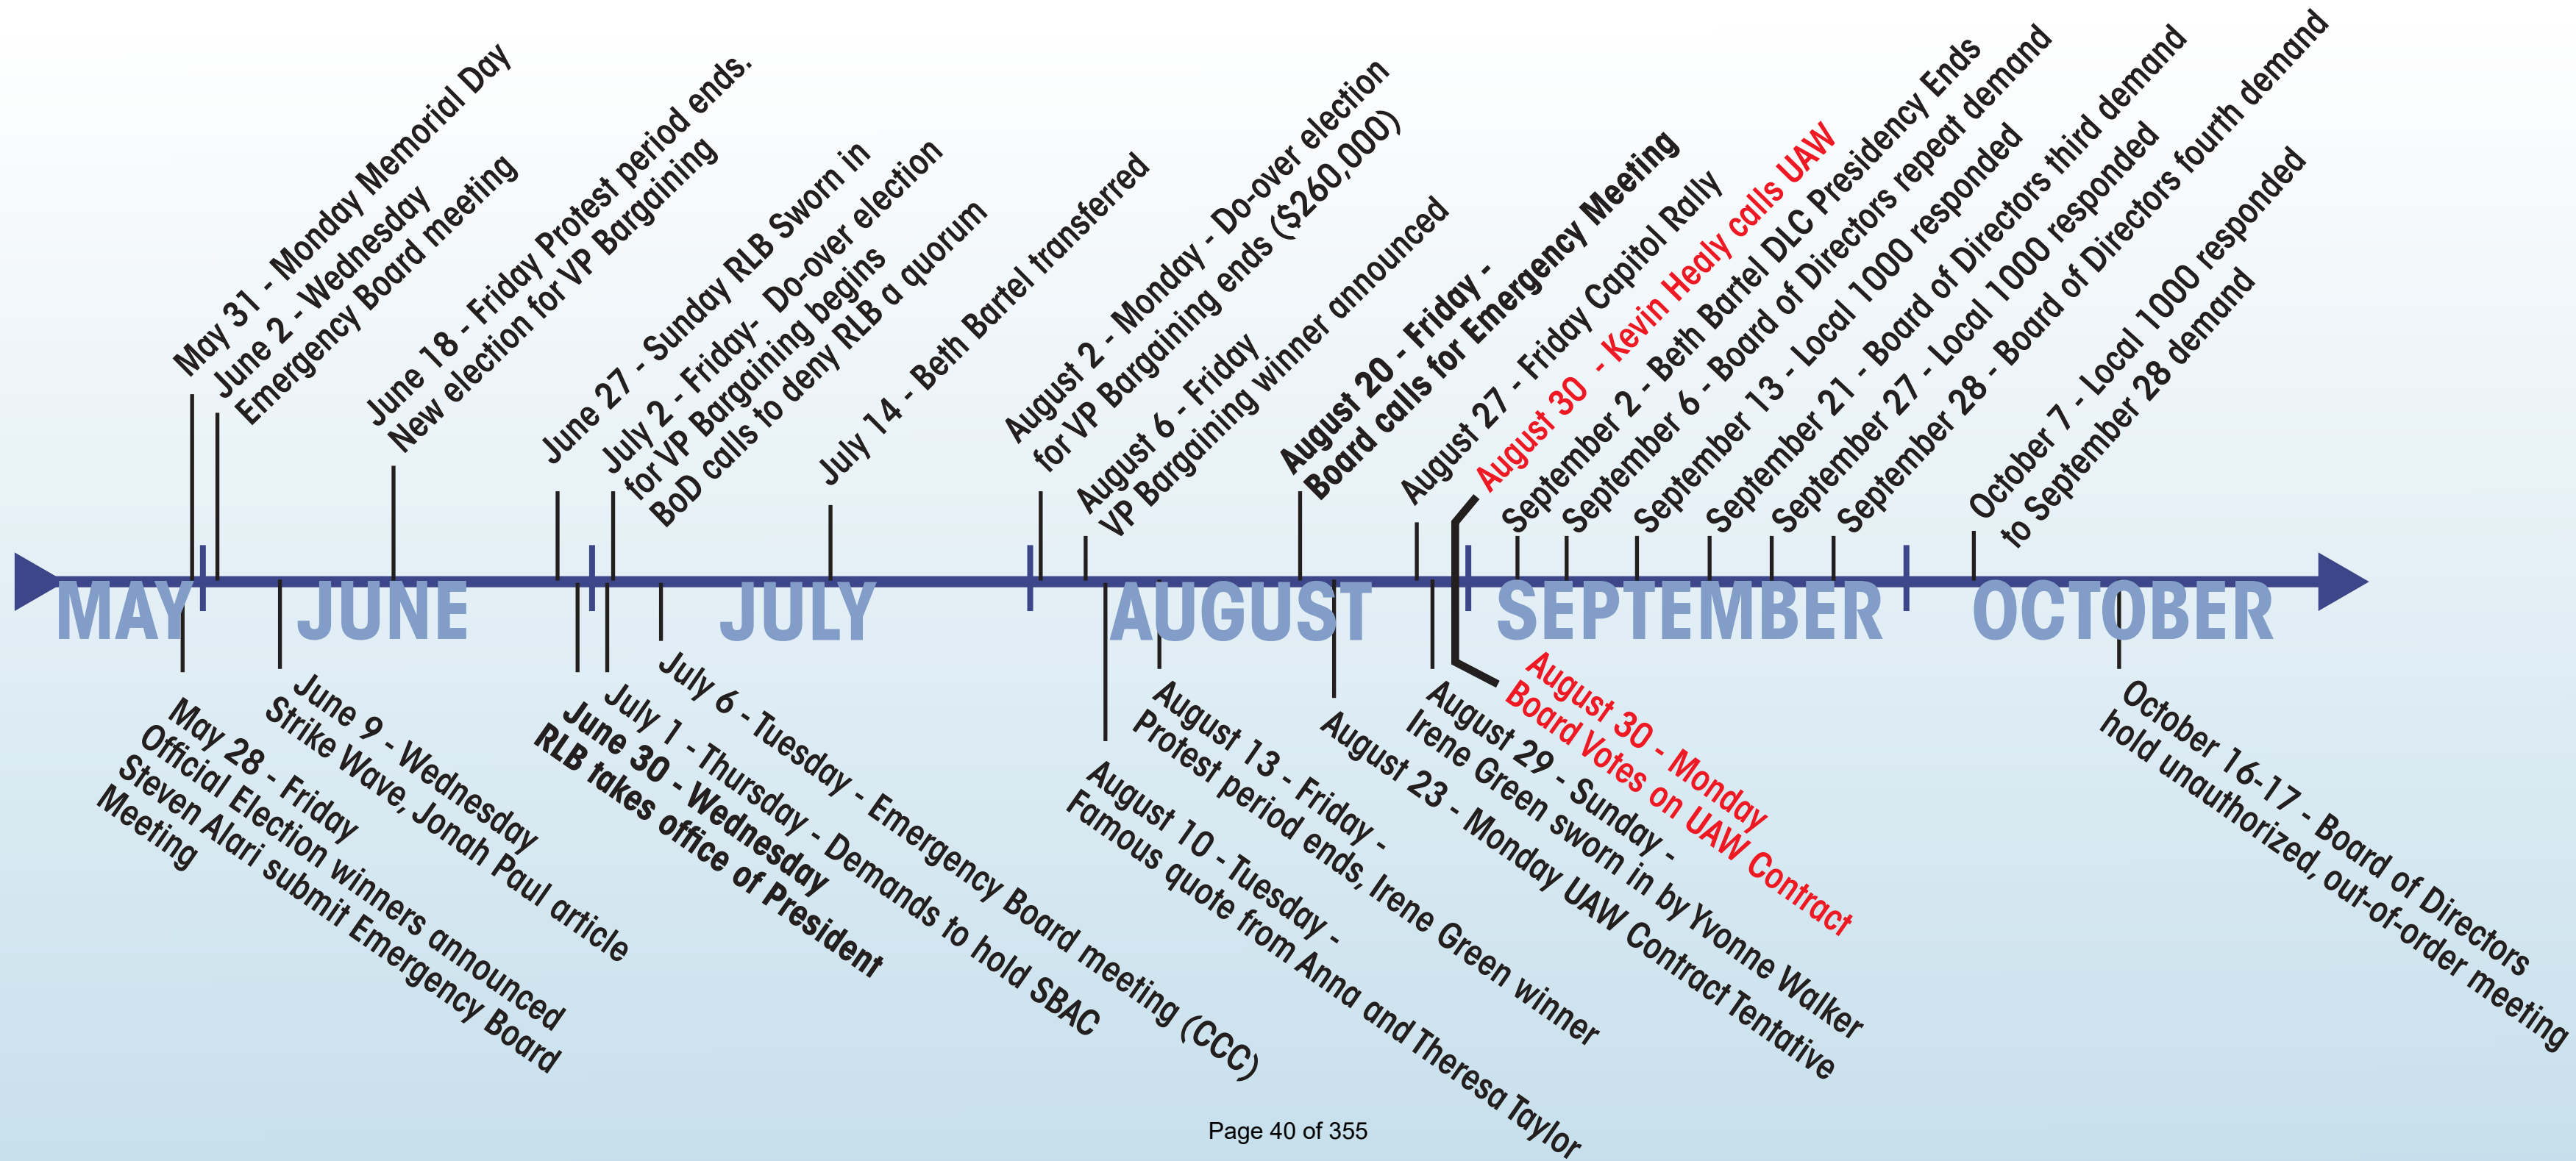 May 31 - Monday Memorial Day
June 2 - Wednesday
Emergency Board meeting
June 18 - Friday Protest period ends.
New election for VP Bargaining
June 27 - Sunday RLB Sworn in
July 2 - Friday- Do-over election
for VP Bargaining begins
BoD calls to deny RLB a quorum
July 14 - Beth Bartel transferred
August 2 - Monday - Do-over election
for VP Bargaining ends ($260,000)
August 6 - Friday
VP Bargaining winner announced
August 20 - Friday -
Board calls for Emergency Meeting
August 27 - Friday Capitol Rally
August 30 - Kevin Healy calls UAW
September 2 - Beth Bartel DLC Presidency Ends
September 6 - Board of Directors repeat demand
September 13 - Local 1000 responded
September 21 - Board of Directors third demand
September 27 - Local 1000 responded
September 28 - Board of Directors fourth demand
October 7 - Local 1000 responded
to September 28 demand
MAY
JUNE
JULY
AUGUST
SEPTEMBER
OCTOBER
May 28 - Friday
Official Election winners announced
Steven Alari submit Emergency Board
Meeting
June 9 - Wednesday
Strike Wave, Jonah Paul article
June 30 - Wednesday
RLB takes office of President
July 1 - Thursday - Demands to hold SBAC
July 6 - Tuesday - Emergency Board meeting (CCC)
August 10 - Tuesday -
Famous quote from Anna and Theresa Taylor
August 13 - Friday -
Protest period ends, Irene Green winner
August 23 - Monday UAW Contract Tentative
August 29 - Sunday -
Irene Green sworn in by Yvonne Walker
August 30 - Monday
Board Votes on UAW Contract
October 16-17 - Board of Directors
hold unauthorized, out-of-order meeting
Page 40 of 355